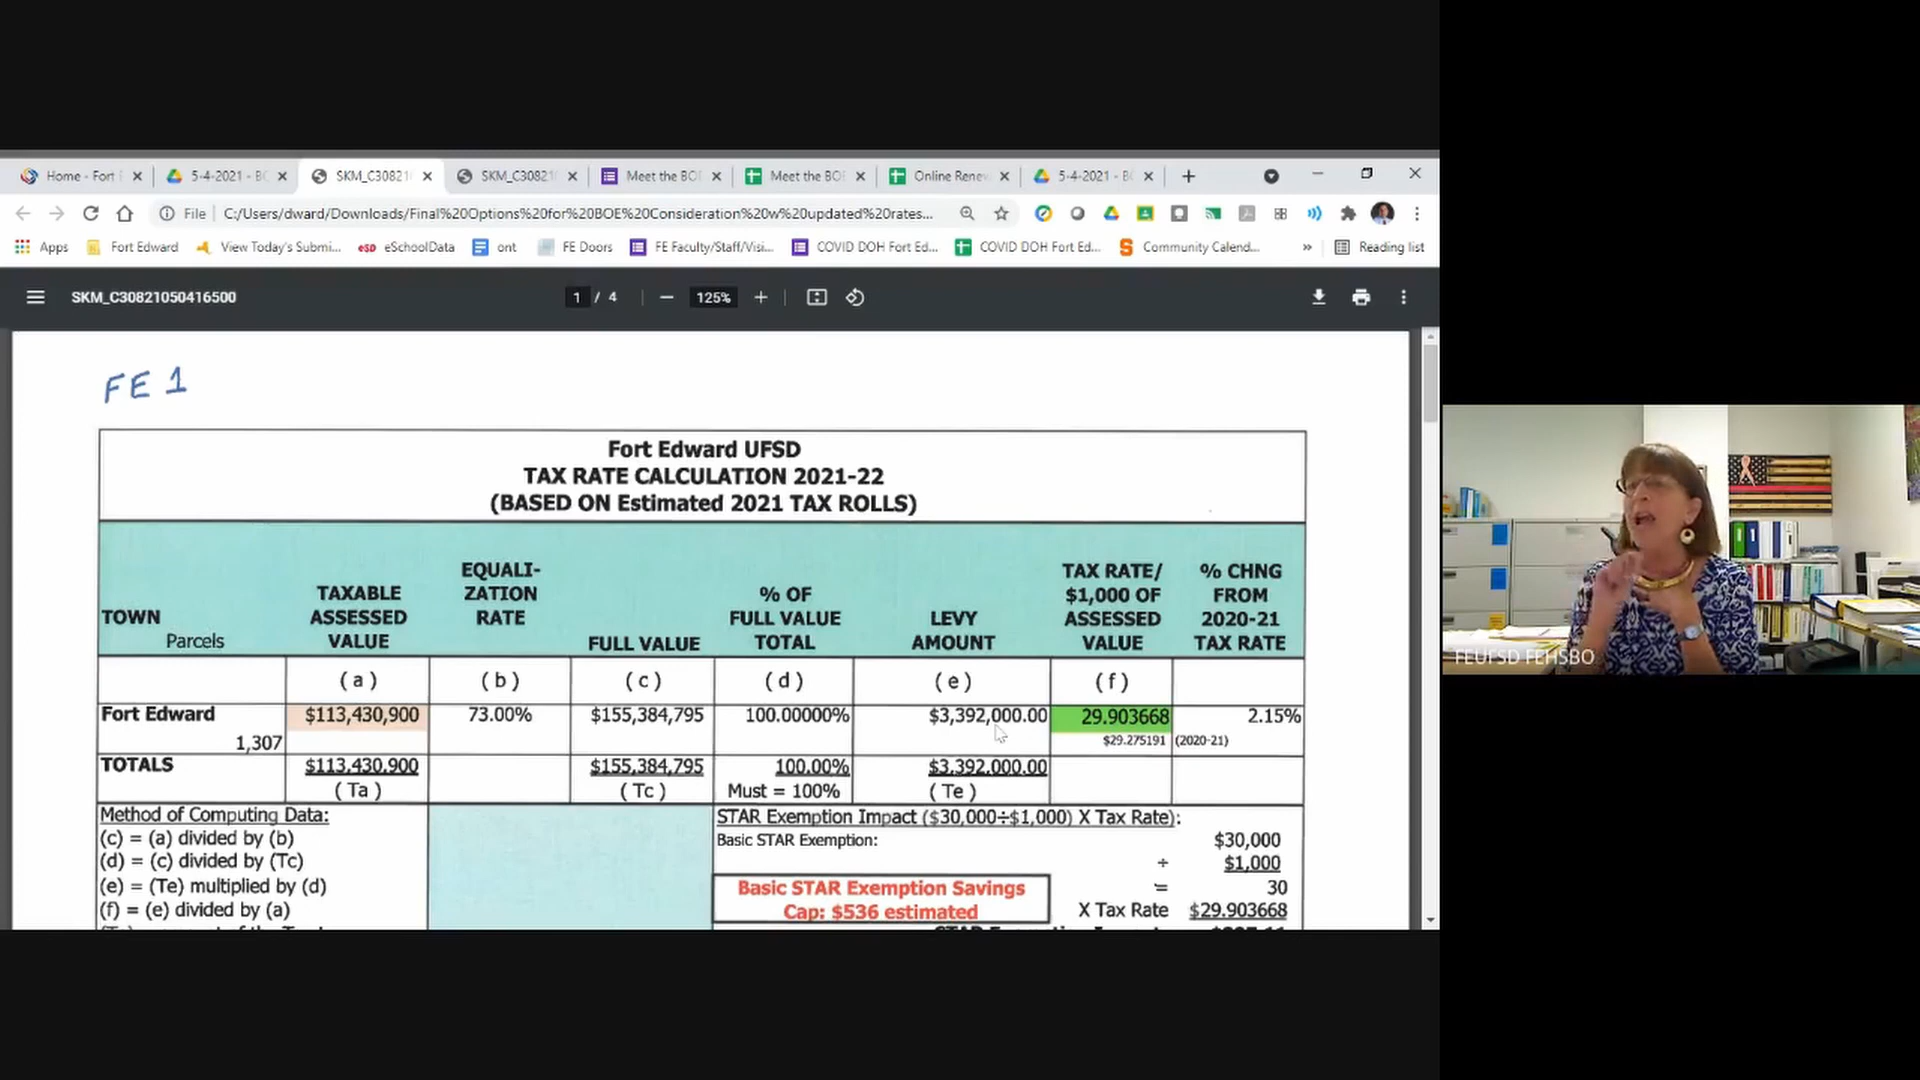 Home - Fort
5-4-2021 - BO
SKM_C30821
SKM_C30821
Meet the BO
Meet the BO
Online Rene
5-4-2021 - B
File
C:/Users/dward/Downloads/Final%20Options%20for%20BOE%20Consideration%20w%20updated%20rates...
Apps
Fort Edward
View Today's Submi...
esd eSchoolData
ont
FE Doors
FE Faculty/Staff/Visi...
COVID DOH Fort Ed...
COVID DOH Fort Ed...
Community Calend...
»
Reading list
SKM_C30821050416500
1 / 4
125%
FE 1
Fort Edward UFSD
TAX RATE CALCULATION 2021-22
(BASED ON Estimated 2021 TAX ROLLS)
TOWN
Parcels
TAXABLE
ASSESSED
VALUE
EQUALI-
ZATION
RATE
FULL VALUE
% OF
FULL VALUE
TOTAL
LEVY
AMOUNT
TAX RATE/
$1,000 OF
ASSESSED
VALUE
% CHNG
FROM
2020-21
TAX RATE
( a ) ( b ) ( c ) ( d ) ( e ) ( f )
Fort Edward $113,430,900 73.00% $155,384,795 100.00000% $3,392,000.00 29.903668 2.15%
1,307 $29.275191 (2020-21)
TOTALS $113,430,900 $155,384,795 100.00% $3,392,000.00
( Ta ) ( Tc ) Must = 100% ( Te )
Method of Computing Data:
(c) = (a) divided by (b)
(d) = (c) divided by (Tc)
(e) = (Te) multiplied by (d)
(f) = (e) divided by (a)
STAR Exemption Impact ($30,000÷$1,000) X Tax Rate):
Basic STAR Exemption: $30,000
÷ $1,000
= 30
Basic STAR Exemption Savings
Cap: $536 estimated
X Tax Rate $29.903668
FEUFSD FEHSBO